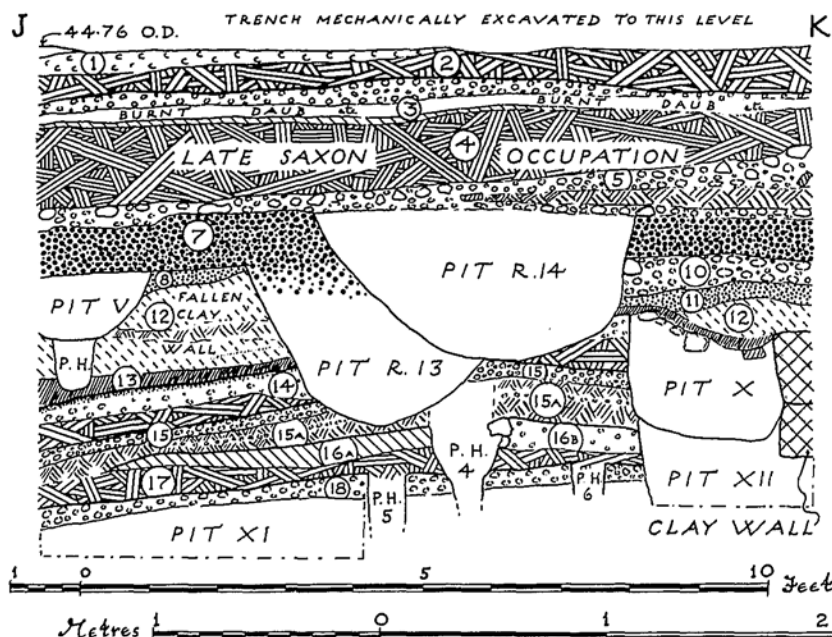 J K
TRENCH MECHANICALLY EXCAVATED TO THIS LEVEL
44·76 O.D.
1 2
BURNT DAUB etc 3 BURNT DAUB etc
4
LATE SAXON OCCUPATION
5
7
PIT R.14
8 10
PIT V 11
FALLEN
12 CLAY 12
WALL
P.H.
PIT R.13 15
13 14 PIT X
15A
15 15A
16A 16B
P.H.
4
17 18
P.H.
5
P.H
6
PIT XII
PIT XI
CLAY WALL
1 0 5 10 Feet
Metres 1 0 1 2